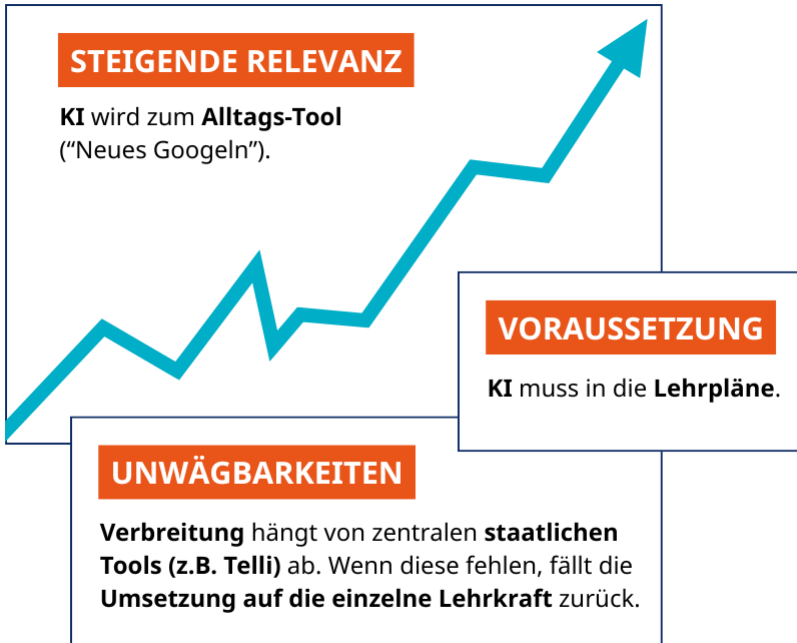 STEIGENDE RELEVANZ
KI wird zum Alltags-Tool
(“Neues Googeln”).
VORAUSSETZUNG
KI muss in die Lehrpläne.
UNWÄGBARKEITEN
Verbreitung hängt von zentralen staatlichen
Tools (z.B. Telli) ab. Wenn diese fehlen, fällt die
Umsetzung auf die einzelne Lehrkraft zurück.